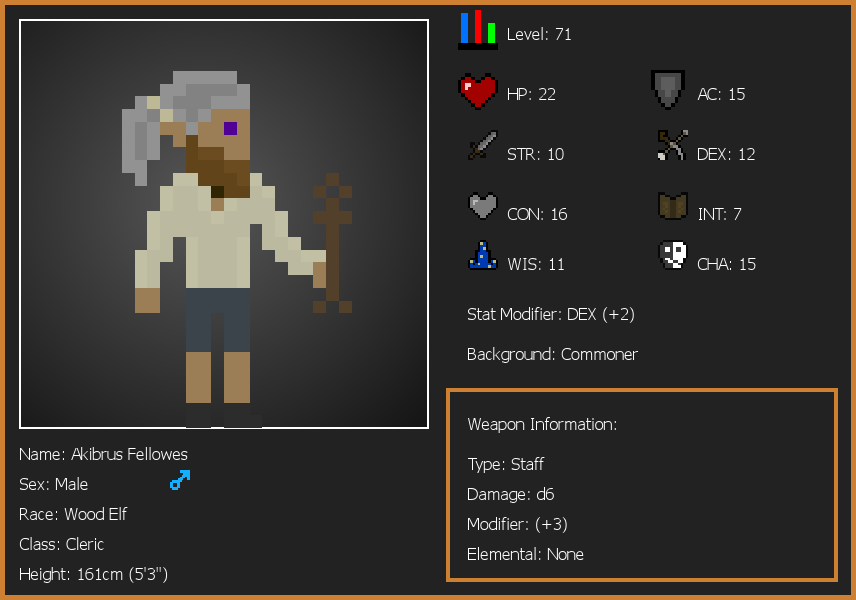 Level: 71
HP: 22
AC: 15
STR: 10
DEX: 12
CON: 16
INT: 7
WIS: 11
CHA: 15
Stat Modifier: DEX (+2)
Background: Commoner
Weapon Information:
Type: Staff
Damage: d6
Modifier: (+3)
Elemental: None
Name: Akibrus Fellowes
Sex: Male
Race: Wood Elf
Class: Cleric
Height: 161cm (5'3")